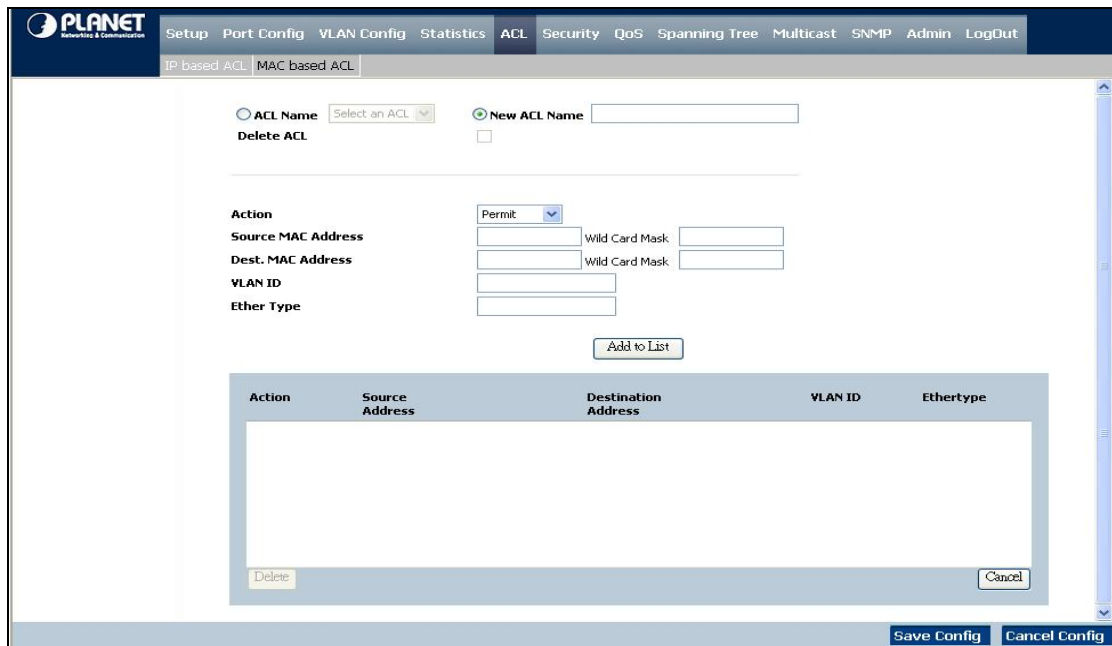 PLANET
Networking & Communication
Setup Port Config VLAN Config Statistics ACL Security QoS Spanning Tree Multicast SNMP Admin LogOut
IP based ACL MAC based ACL
ACL Name Select an ACL New ACL Name
Delete ACL
Action Permit
Source MAC Address Wild Card Mask
Dest. MAC Address Wild Card Mask
VLAN ID
Ether Type
Add to List
Action Source Address Destination Address VLAN ID Ethertype
Delete Cancel
Save Config Cancel Config